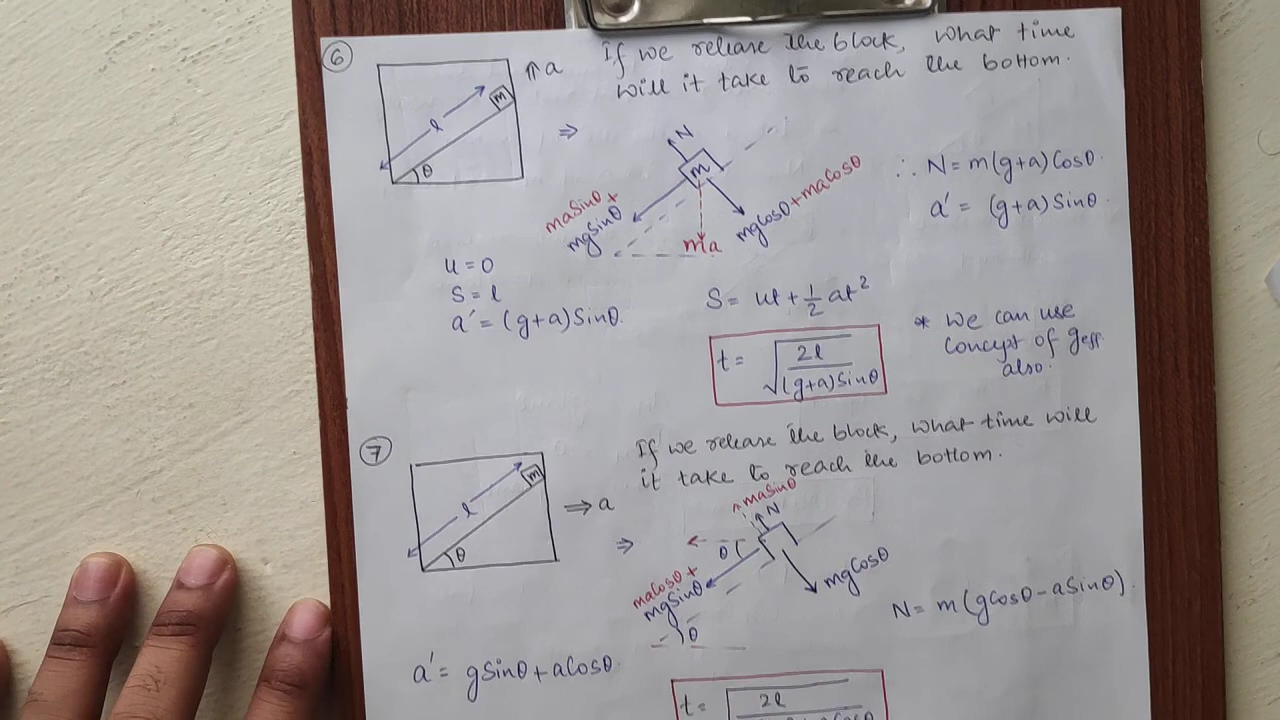 ⑥
↑a
If we release the block, what time
will it take to reach the bottom.
m
l
θ
⇒
N
m
masinθ +
mgsinθ
mgcosθ+macosθ
ma
∴ N = m(g+a)Cosθ.
a' = (g+a)Sinθ.
u = 0
S = l
a' = (g+a)Sinθ.
S = ut + 1/2 at²
t = √(2l/(g+a)Sinθ)
* We can use
concept of geff
also.
⑦
If we release the block, what time will
it take to reach the bottom.
m
l
θ
⇒ a
⇒
↑masinθ
N
θ
macosθ +
mgsinθ
θ
mgcosθ
N = m(gcosθ - asinθ).
a' = gsinθ + acosθ.
t = √2l